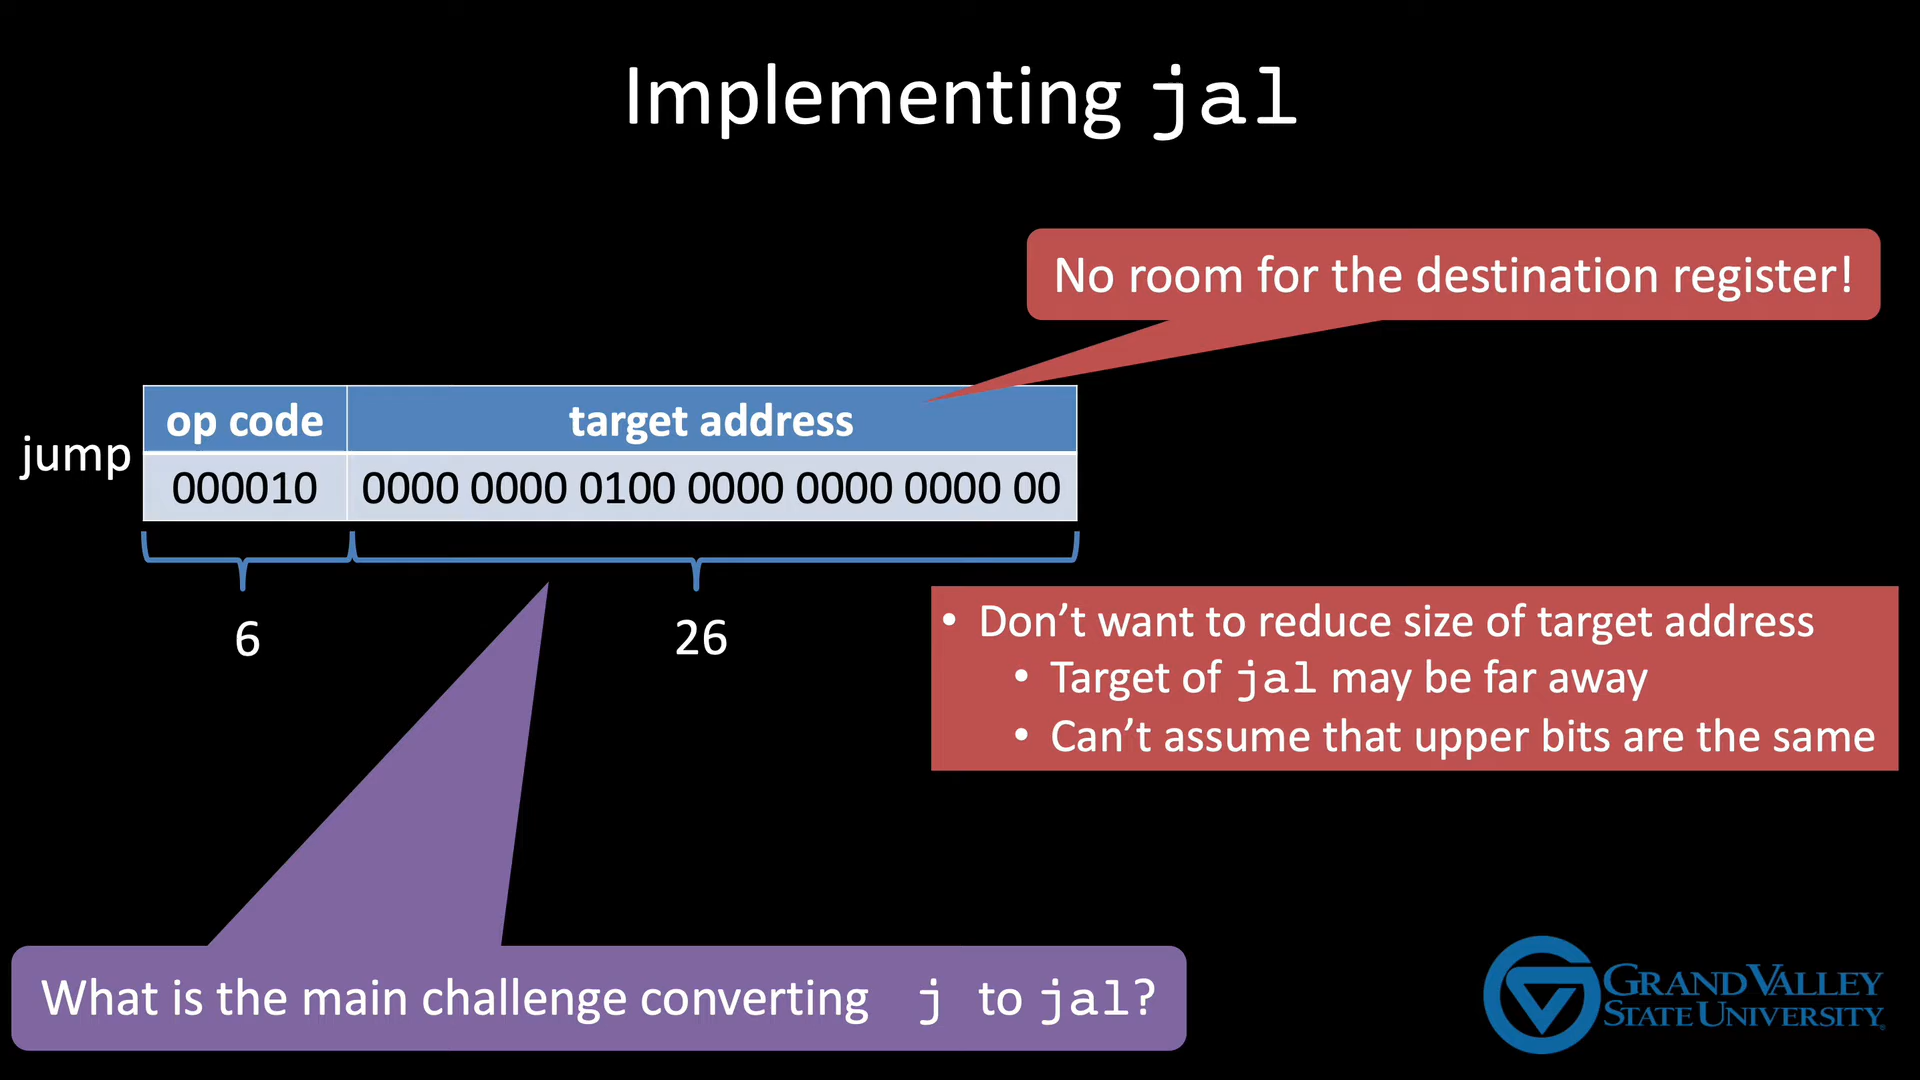 Implementing jal
No room for the destination register!
op code target address
jump
000010 0000 0000 0100 0000 0000 0000 00
6 26
• Don’t want to reduce size of target address
• Target of jal may be far away
• Can’t assume that upper bits are the same
What is the main challenge converting j to jal?
GRAND VALLEY
STATE UNIVERSITY